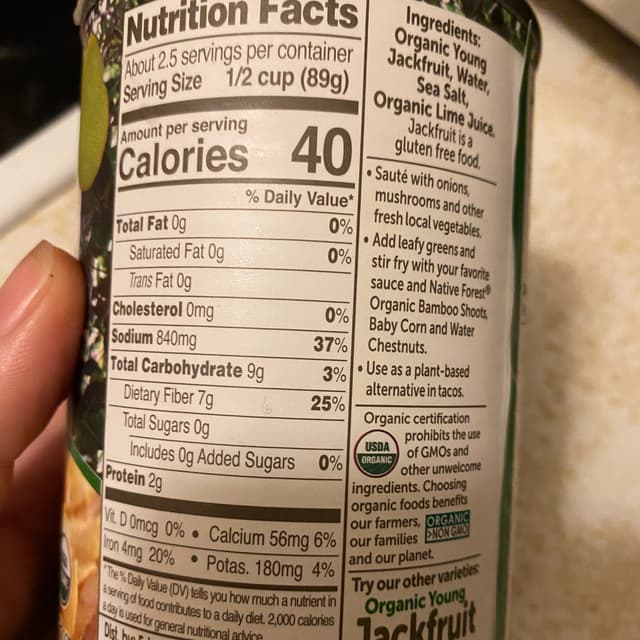 Nutrition Facts
About 2.5 servings per container
Serving Size 1/2 cup (89g)
Amount per serving
Calories 40
% Daily Value*
Total Fat 0g 0%
Saturated Fat 0g 0%
Trans Fat 0g
Cholesterol 0mg 0%
Sodium 840mg 37%
Total Carbohydrate 9g 3%
Dietary Fiber 7g 25%
Total Sugars 0g
Includes 0g Added Sugars 0%
Protein 2g
Vit. D 0mcg 0% • Calcium 56mg 6%
Iron 4mg 20% • Potas. 180mg 4%
*The % Daily Value (DV) tells you how much a nutrient in
a serving of food contributes to a daily diet. 2,000 calories
a day is used for general nutritional advice.
Ingredients:
Organic Young
Jackfruit, Water,
Sea Salt,
Organic Lime Juice.
Jackfruit is a
gluten free food.
• Sauté with onions,
mushrooms and other
fresh local vegetables.
• Add leafy greens and
stir fry with your favorite
sauce and Native Forest®
Organic Bamboo Shoots,
Baby Corn and Water
Chestnuts.
• Use as a plant-based
alternative in tacos.
Organic certification
prohibits the use
of GMOs and
other unwelcome
ingredients. Choosing
organic foods benefits
our farmers,
our families
and our planet.
USDA
ORGANIC
ORGANIC
>NON GMO
Try our other varieties:
Organic Young
Jackfruit